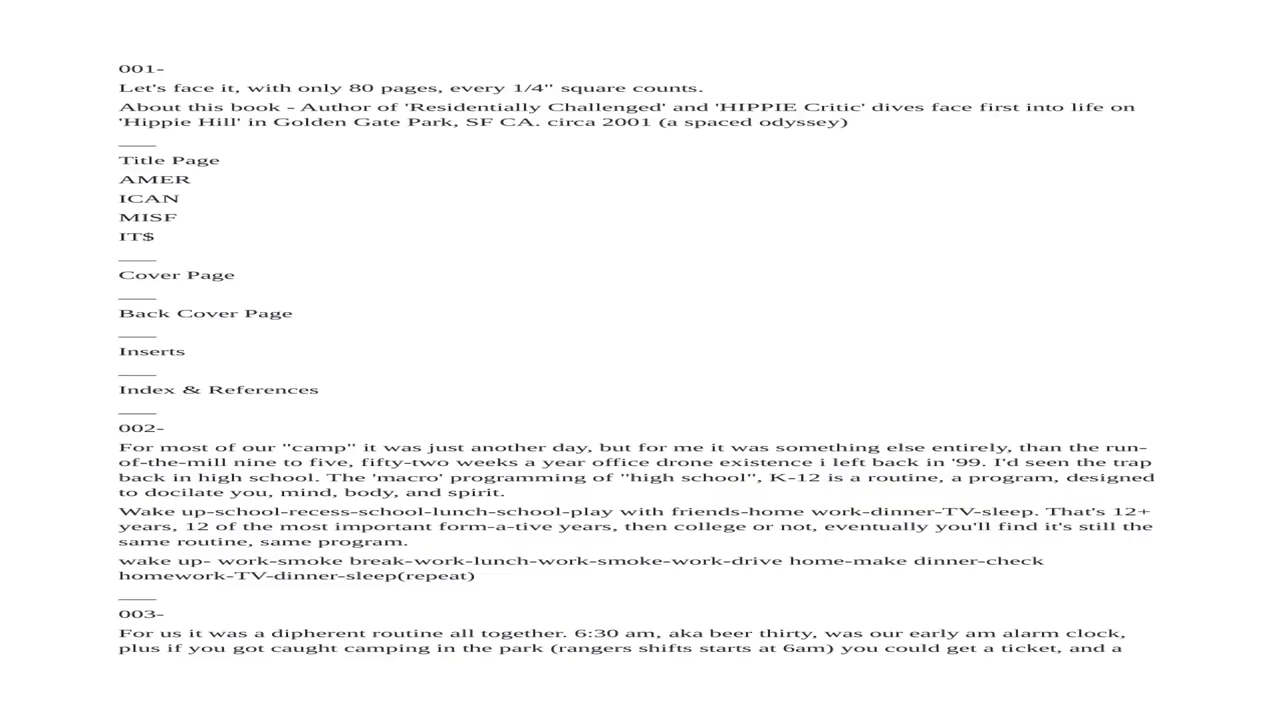 001-
Let's face it, with only 80 pages, every 1/4" square counts.
About this book - Author of 'Residentially Challenged' and 'HIPPIE Critic' dives face first into life on
'Hippie Hill' in Golden Gate Park, SF CA. circa 2001 (a spaced odyssey)
____
Title Page
AMER
ICAN
MISF
IT$
____
Cover Page
____
Back Cover Page
____
Inserts
____
Index & References
____
002-
For most of our "camp" it was just another day, but for me it was something else entirely, than the run-
of-the-mill nine to five, fifty-two weeks a year office drone existence i left back in '99. I'd seen the trap
back in high school. The 'macro' programming of "high school", K-12 is a routine, a program, designed
to docilate you, mind, body, and spirit.
Wake up-school-recess-school-lunch-school-play with friends-home work-dinner-TV-sleep. That's 12+
years, 12 of the most important form-a-tive years, then college or not, eventually you'll find it's still the
same routine, same program.
wake up- work-smoke break-work-lunch-work-smoke-work-drive home-make dinner-check
homework-TV-dinner-sleep(repeat)
____
003-
For us it was a dipherent routine all together. 6:30 am, aka beer thirty, was our early am alarm clock,
plus if you got caught camping in the park (rangers shifts starts at 6am) you could get a ticket, and a